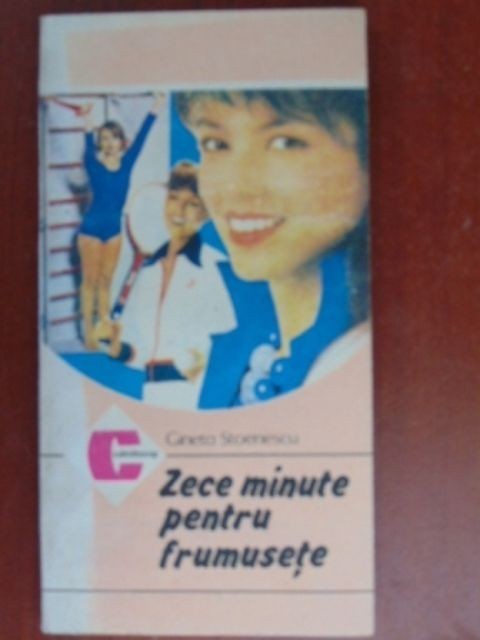 Gineta Stoenescu
C
Zece minute
pentru
frumusețe